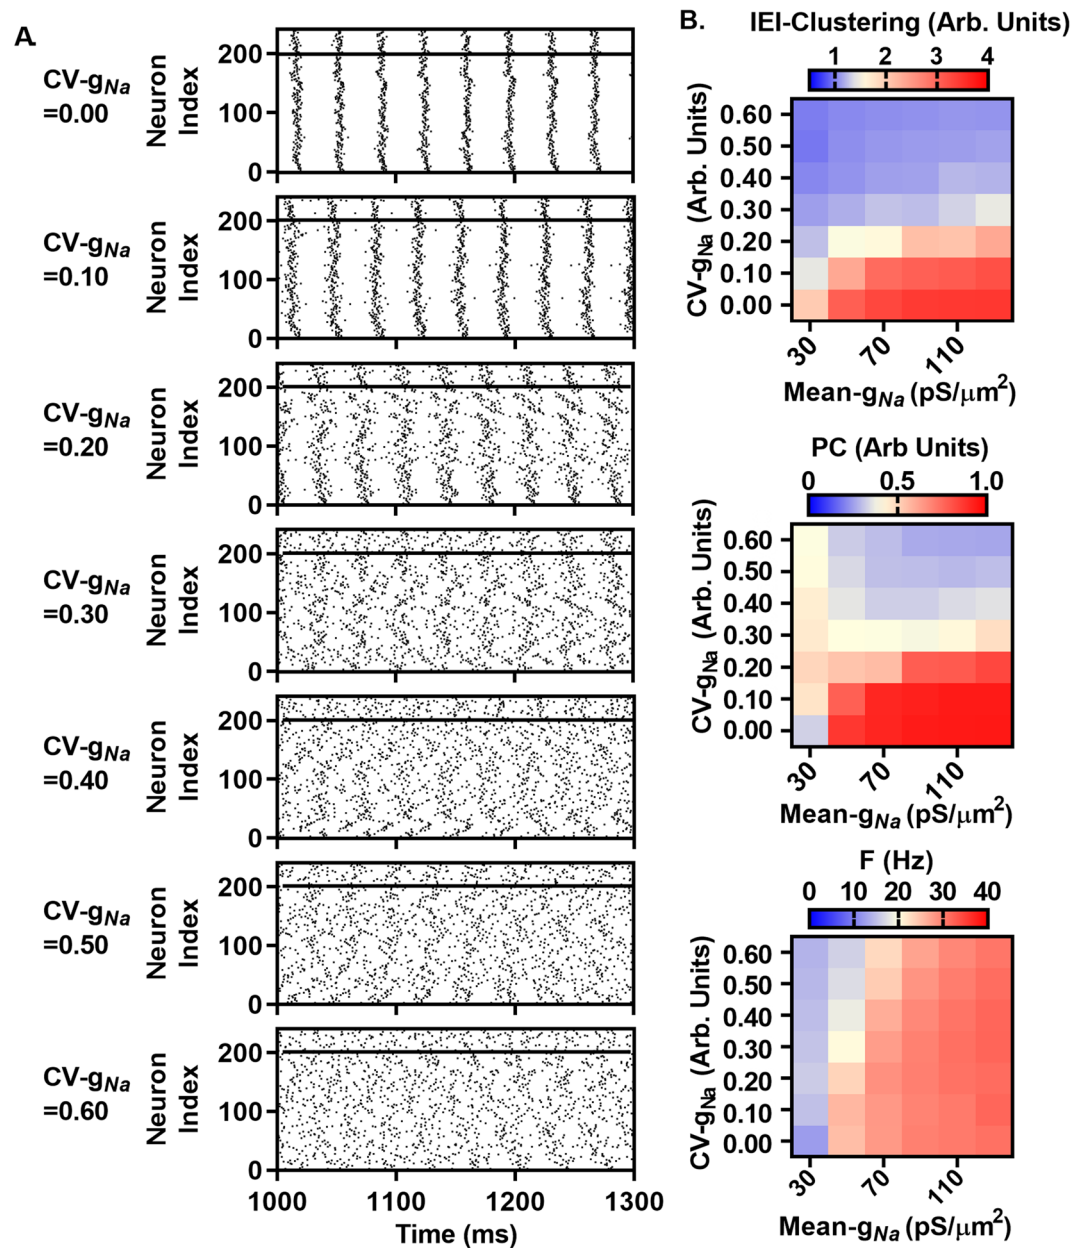 A.
CV-gNa
=0.00
Neuron
Index
200
100
0
CV-gNa
=0.10
Neuron
Index
200
100
0
CV-gNa
=0.20
Neuron
Index
200
100
0
CV-gNa
=0.30
Neuron
Index
200
100
0
CV-gNa
=0.40
Neuron
Index
200
100
0
CV-gNa
=0.50
Neuron
Index
200
100
0
CV-gNa
=0.60
Neuron
Index
200
100
0
1000 1100 1200 1300
Time (ms)
B.
IEI-Clustering (Arb. Units)
1 2 3 4
CV-gNa (Arb. Units)
0.60
0.50
0.40
0.30
0.20
0.10
0.00
30 70 110
Mean-gNa (pS/μm2)
PC (Arb Units)
0 0.5 1.0
CV-gNa (Arb. Units)
0.60
0.50
0.40
0.30
0.20
0.10
0.00
30 70 110
Mean-gNa (pS/μm2)
F (Hz)
0 10 20 30 40
CV-gNa (Arb. Units)
0.60
0.50
0.40
0.30
0.20
0.10
0.00
30 70 110
Mean-gNa (pS/μm2)